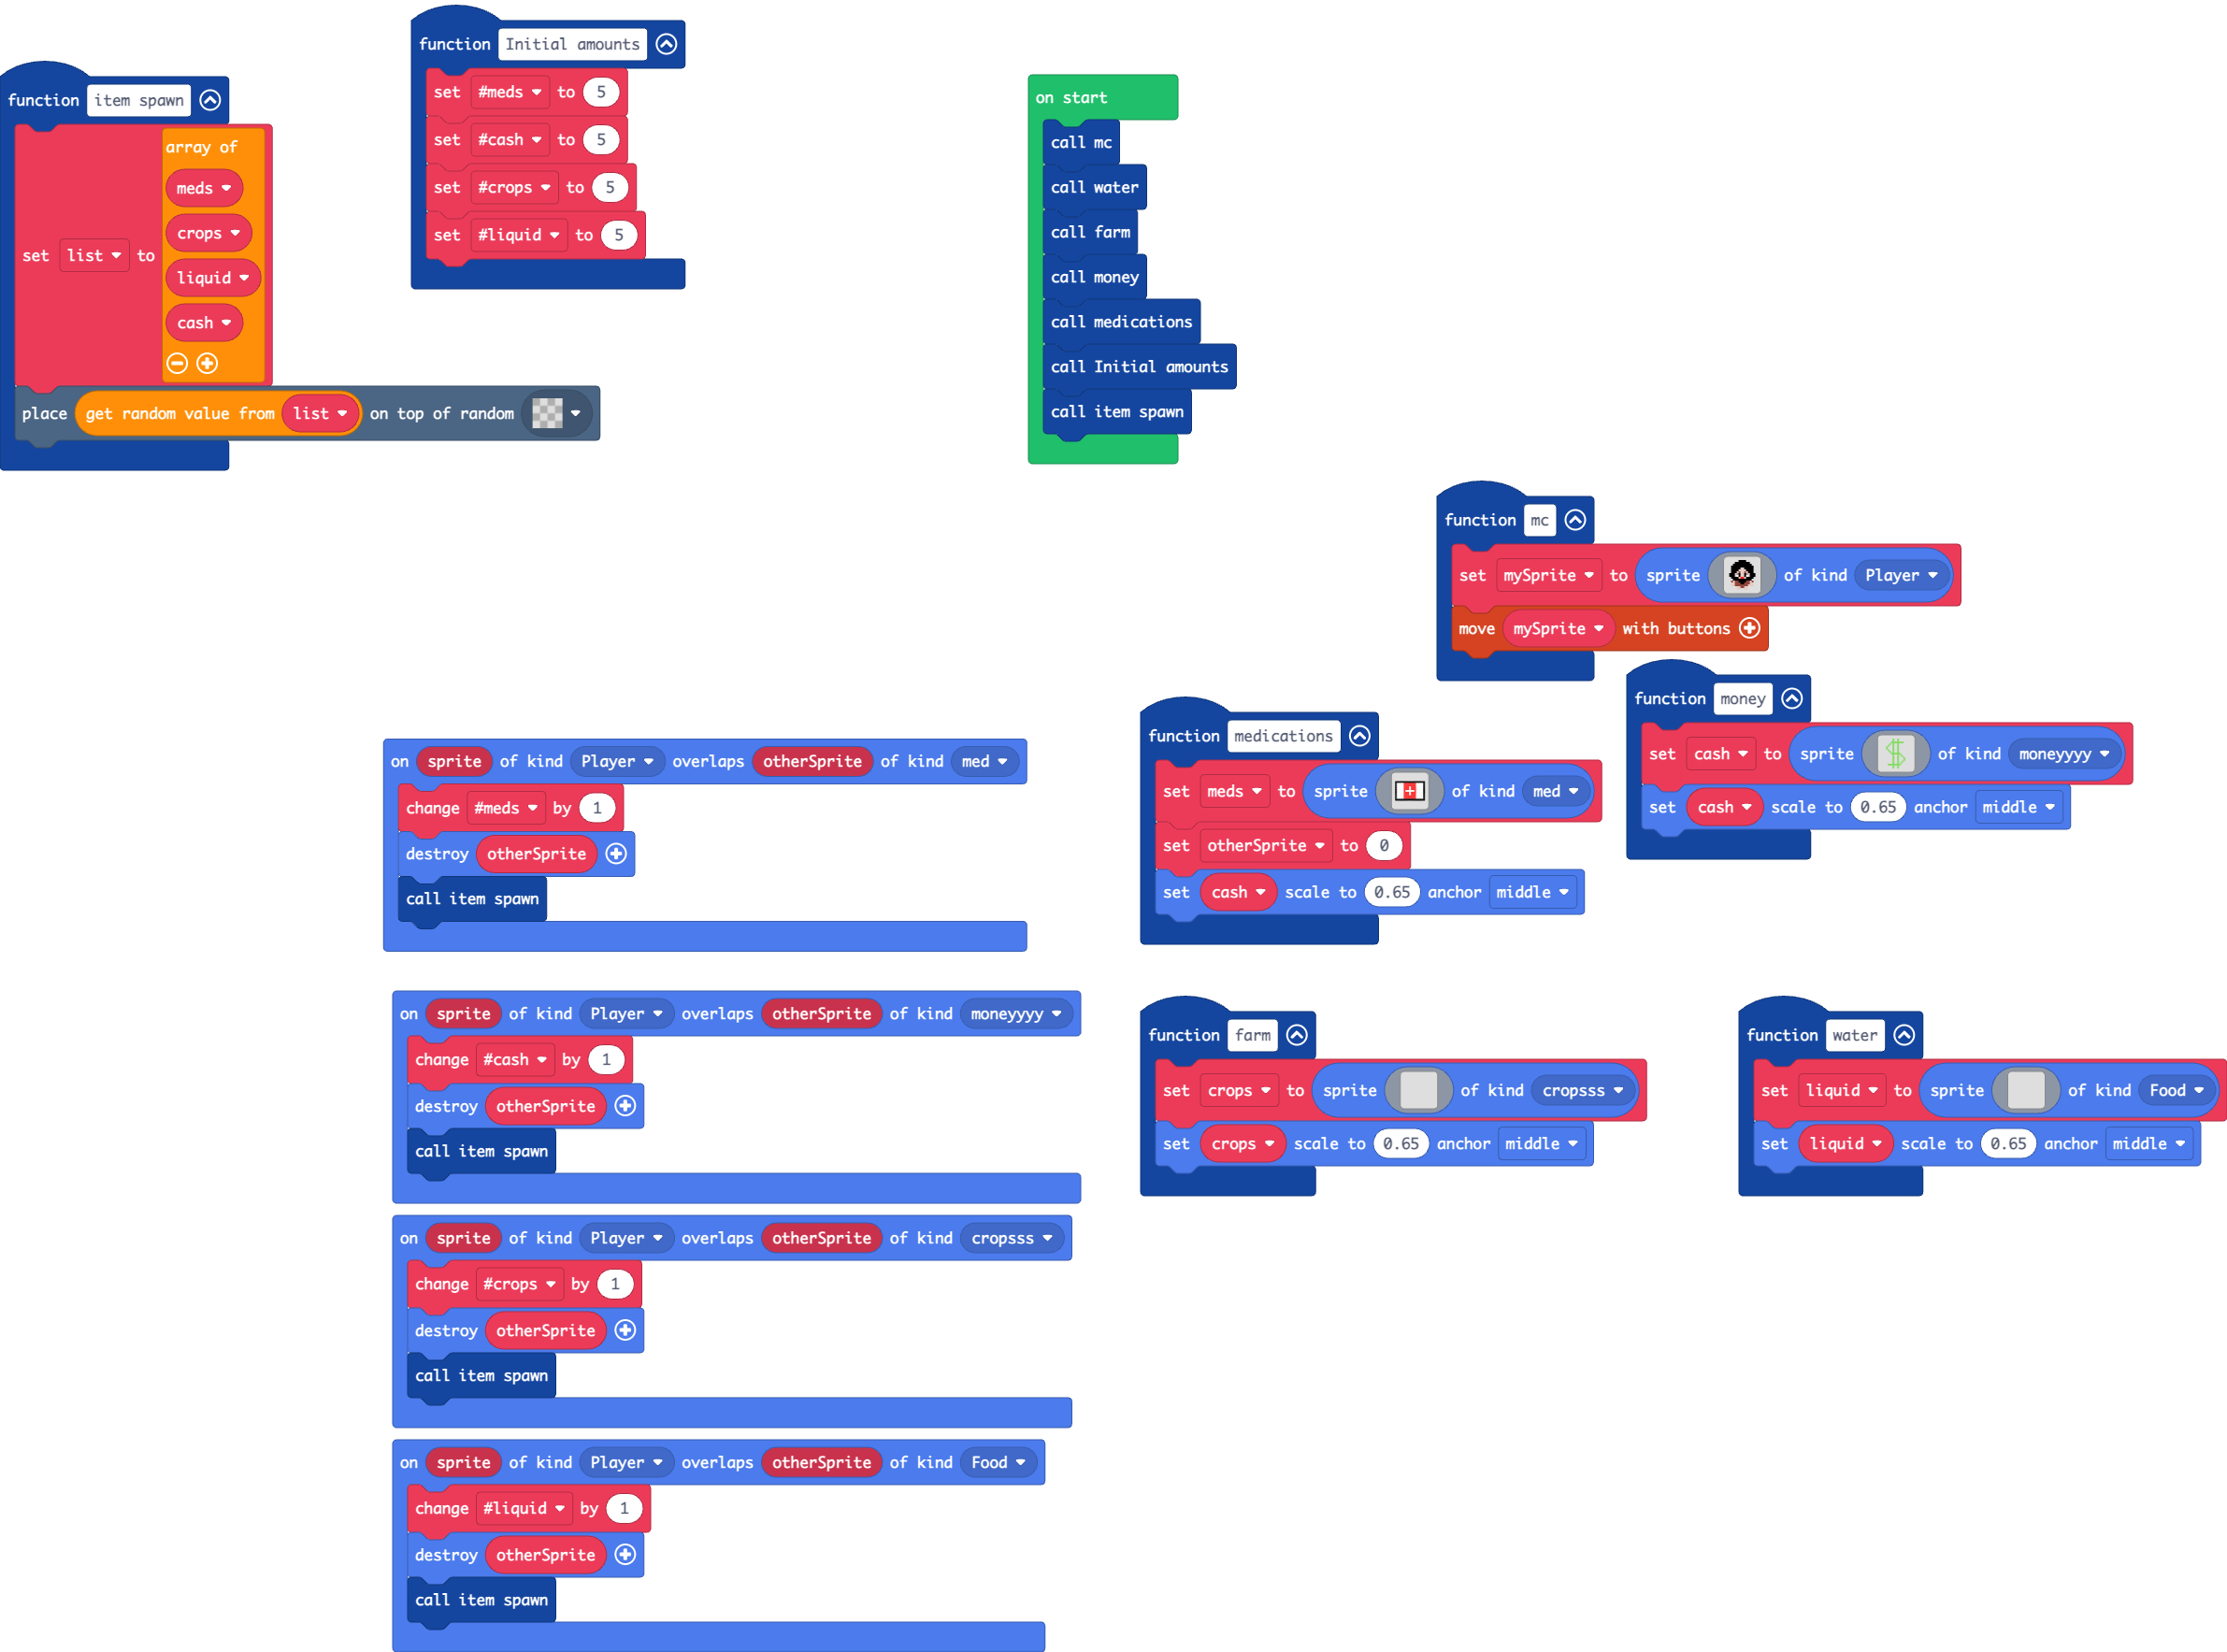 function Initial amounts
set #meds to 5
set #cash to 5
set #crops to 5
set #liquid to 5
function item spawn
set list to array of
meds
crops
liquid
cash
place get random value from list on top of random
on start
call mc
call water
call farm
call money
call medications
call Initial amounts
call item spawn
function mc
set mySprite to sprite of kind Player
move mySprite with buttons
function money
set cash to sprite of kind moneyyyy
set cash scale to 0.65 anchor middle
function medications
set meds to sprite of kind med
set otherSprite to 0
set cash scale to 0.65 anchor middle
on sprite of kind Player overlaps otherSprite of kind med
change #meds by 1
destroy otherSprite
call item spawn
on sprite of kind Player overlaps otherSprite of kind moneyyyy
change #cash by 1
destroy otherSprite
call item spawn
function farm
set crops to sprite of kind cropsss
set crops scale to 0.65 anchor middle
function water
set liquid to sprite of kind Food
set liquid scale to 0.65 anchor middle
on sprite of kind Player overlaps otherSprite of kind cropsss
change #crops by 1
destroy otherSprite
call item spawn
on sprite of kind Player overlaps otherSprite of kind Food
change #liquid by 1
destroy otherSprite
call item spawn